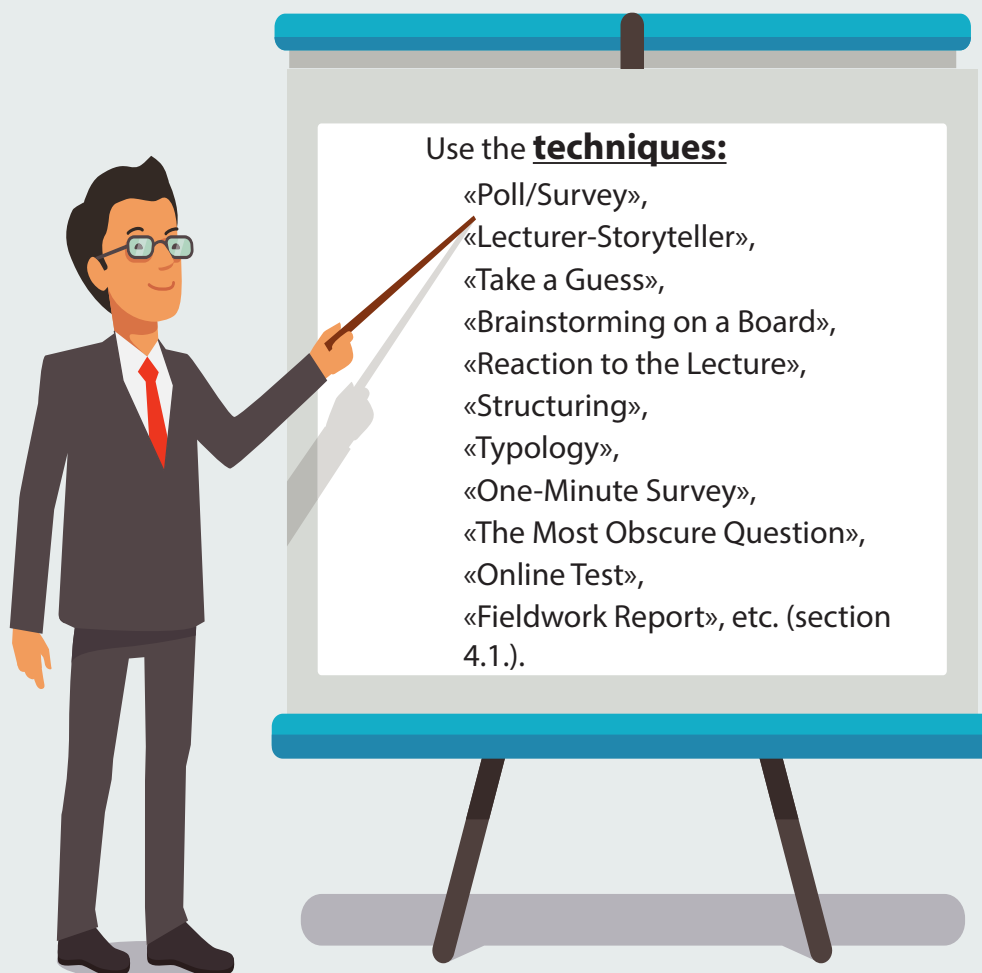 Use the techniques:
«Poll/Survey»,
«Lecturer-Storyteller»,
«Take a Guess»,
«Brainstorming on a Board»,
«Reaction to the Lecture»,
«Structuring»,
«Typology»,
«One-Minute Survey»,
«The Most Obscure Question»,
«Online Test»,
«Fieldwork Report», etc. (section
4.1.).